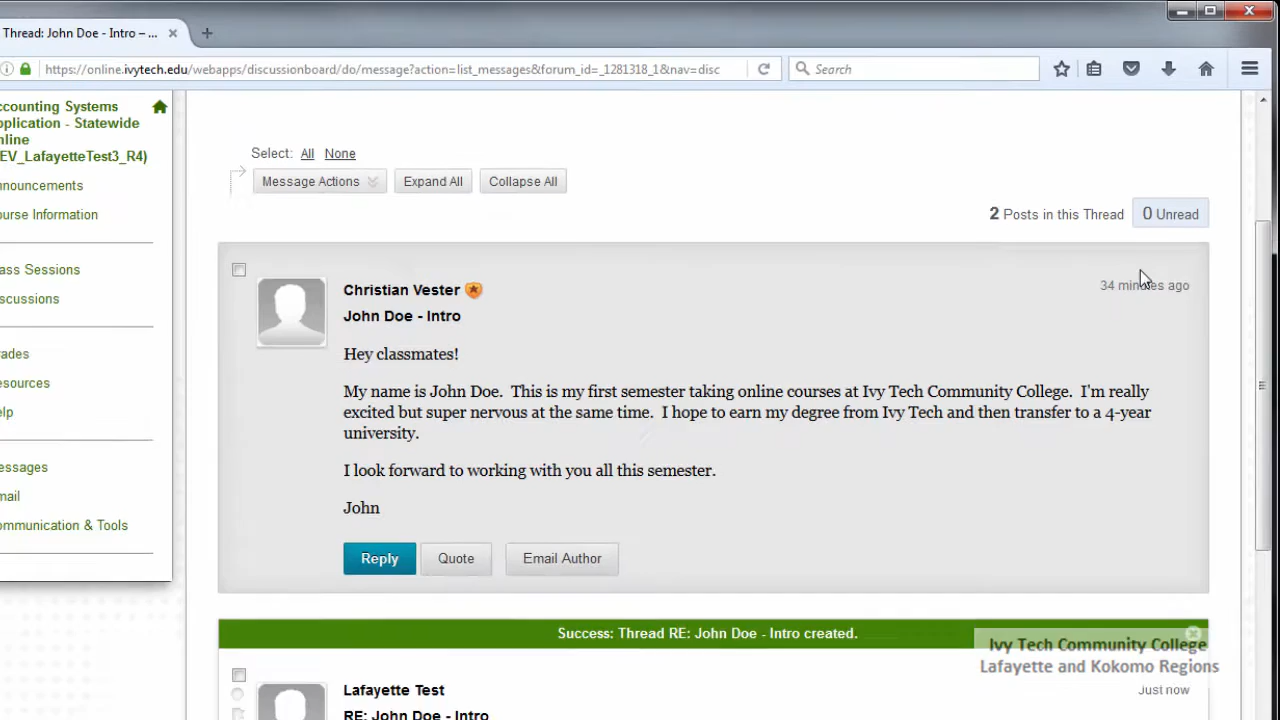 Thread: John Doe - Intro – ...
https://online.ivytech.edu/webapps/discussionboard/do/message?action=list_messages&forum_id=_1281318_1&nav=disc
Search
ccounting Systems
pplication - Statewide
nline
EV_LafayetteTest3_R4)
nnouncements
ourse Information
ass Sessions
scussions
rades
esources
elp
essages
mail
ommunication & Tools
Select: All None
Message Actions
Expand All
Collapse All
2 Posts in this Thread
0 Unread
Christian Vester
34 minutes ago
John Doe - Intro
Hey classmates!
My name is John Doe. This is my first semester taking online courses at Ivy Tech Community College. I'm really
excited but super nervous at the same time. I hope to earn my degree from Ivy Tech and then transfer to a 4-year
university.
I look forward to working with you all this semester.
John
Reply
Quote
Email Author
Success: Thread RE: John Doe - Intro created.
Ivy Tech Community College
Lafayette and Kokomo Regions
Lafayette Test
Just now
RE: John Doe - Intro